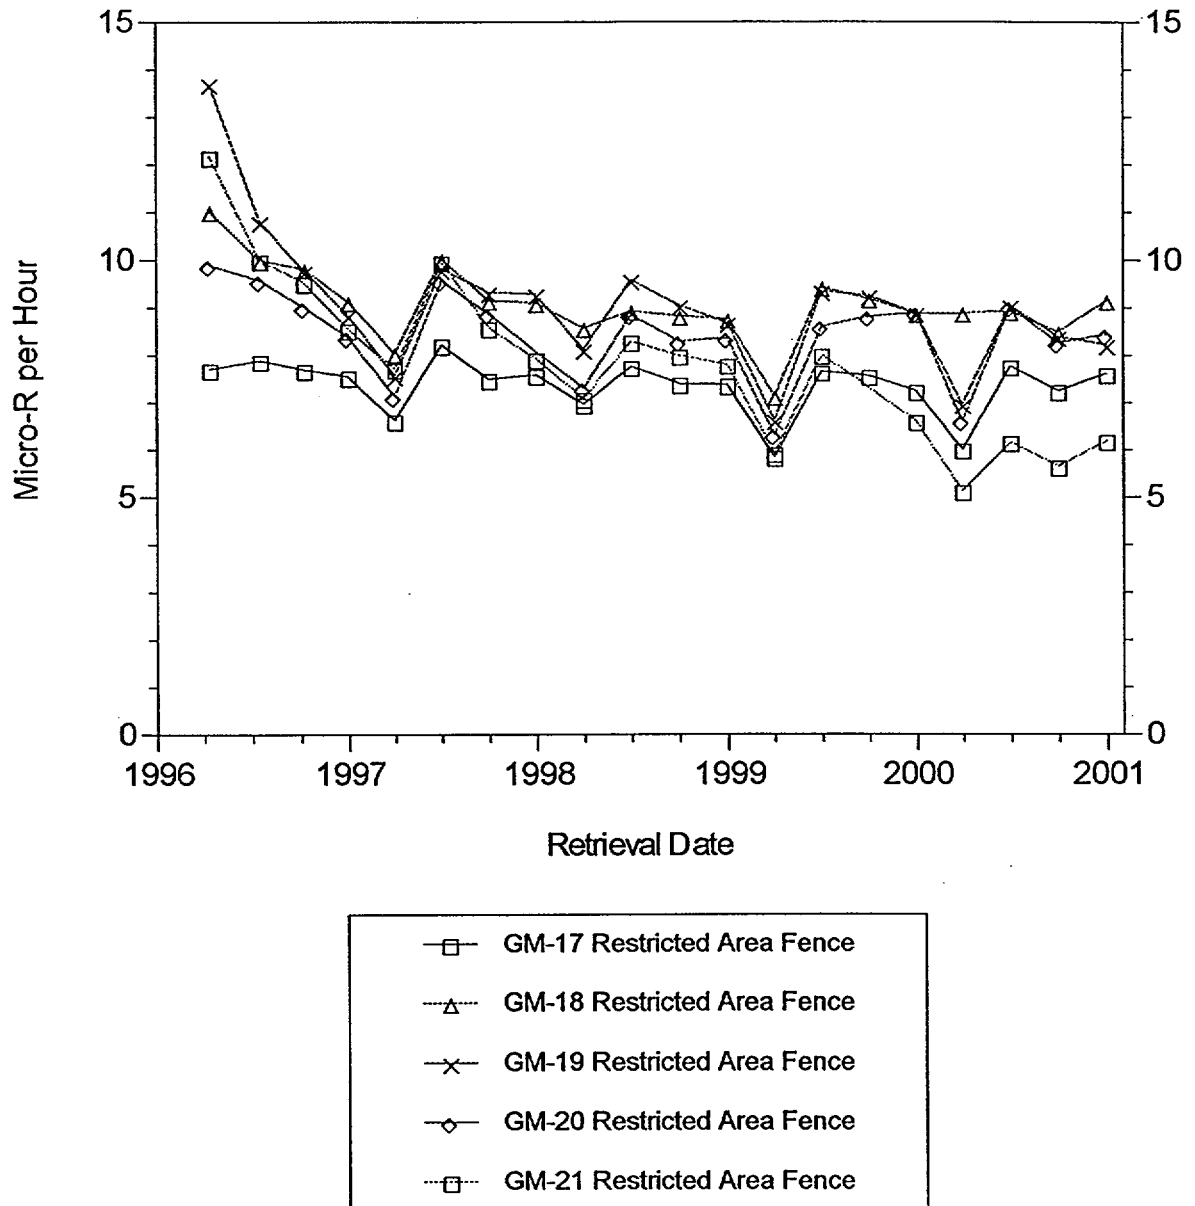 15
15
10
10
5
5
0
0
Micro-R per Hour
1996
1997
1998
1999
2000
2001
Retrieval Date
GM-17 Restricted Area Fence
GM-18 Restricted Area Fence
GM-19 Restricted Area Fence
GM-20 Restricted Area Fence
GM-21 Restricted Area Fence